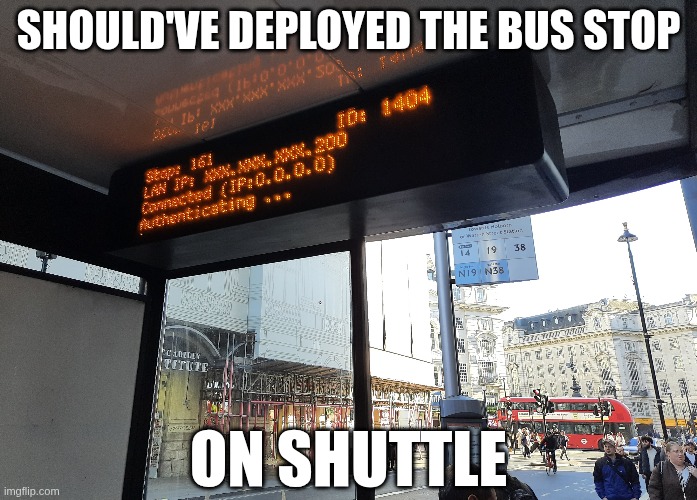 SHOULD'VE DEPLOYED THE BUS STOP
Stop: 161 ID: 1404
LAN IP: XXX.XXX.XXX.200
Connected (IP:0.0.0.0)
Authenticating ...
14 19 38
N19 N38
ON SHUTTLE
imgflip.com